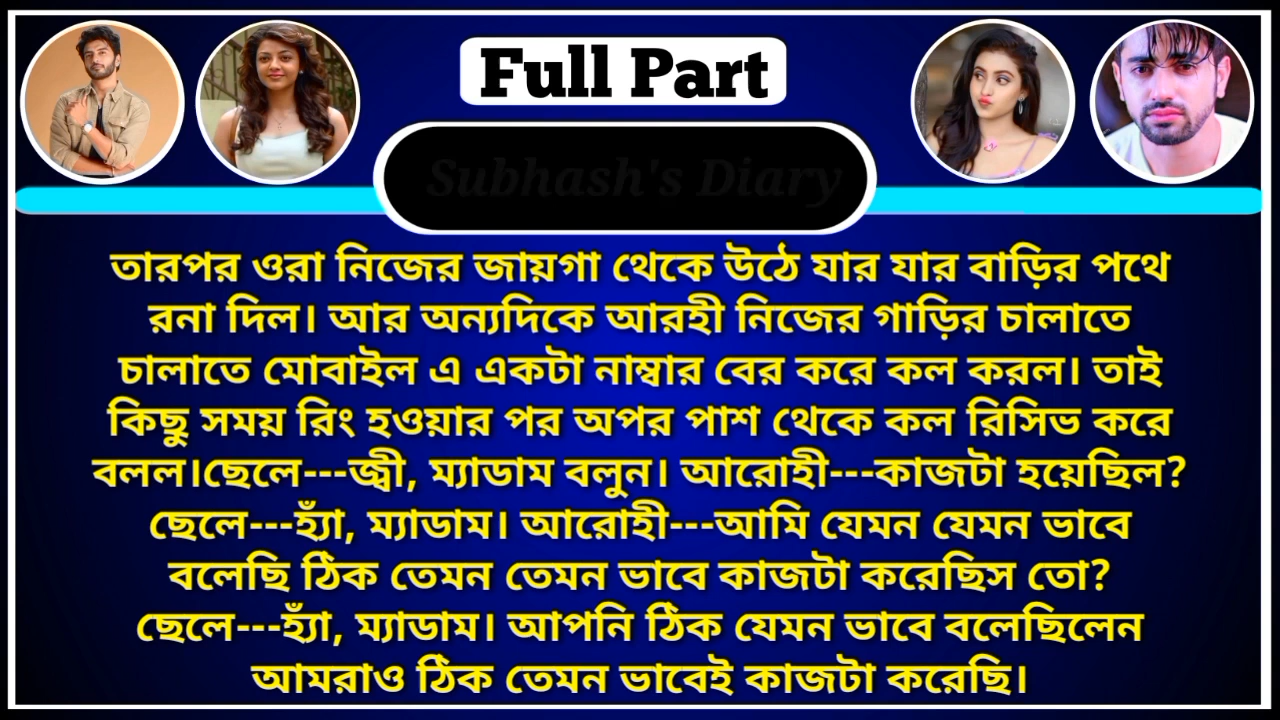 Full Part
Subhash's Diary
তারপর ওরা নিজের জায়গা থেকে উঠে যার যার বাড়ির পথে
রনা দিল। আর অন্যদিকে আরহী নিজের গাড়ির চালাতে
চালাতে মোবাইল এ একটা নাম্বার বের করে কল করল। তাই
কিছু সময় রিং হওয়ার পর অপর পাশ থেকে কল রিসিভ করে
বলল।ছেলে---জ্বী, ম্যাডাম বলুন। আরোহী---কাজটা হয়েছিল?
ছেলে---হ্যাঁ, ম্যাডাম। আরোহী---আমি যেমন যেমন ভাবে
বলেছি ঠিক তেমন তেমন ভাবে কাজটা করেছিস তো?
ছেলে---হ্যাঁ, ম্যাডাম। আপনি ঠিক যেমন ভাবে বলেছিলেন
আমরাও ঠিক তেমন ভাবেই কাজটা করেছি।